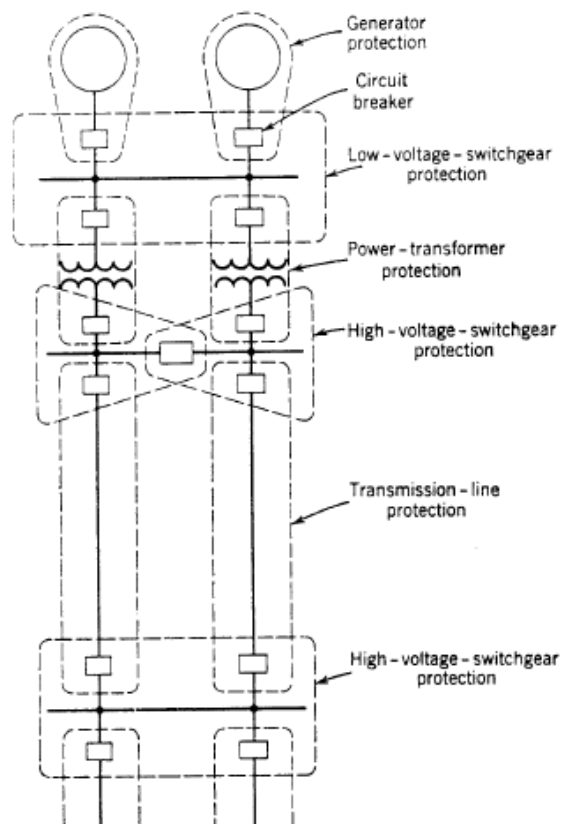 Generator
protection
Circuit
breaker
Low-voltage-switchgear
protection
Power-transformer
protection
High-voltage-switchgear
protection
Transmission-line
protection
High-voltage-switchgear
protection